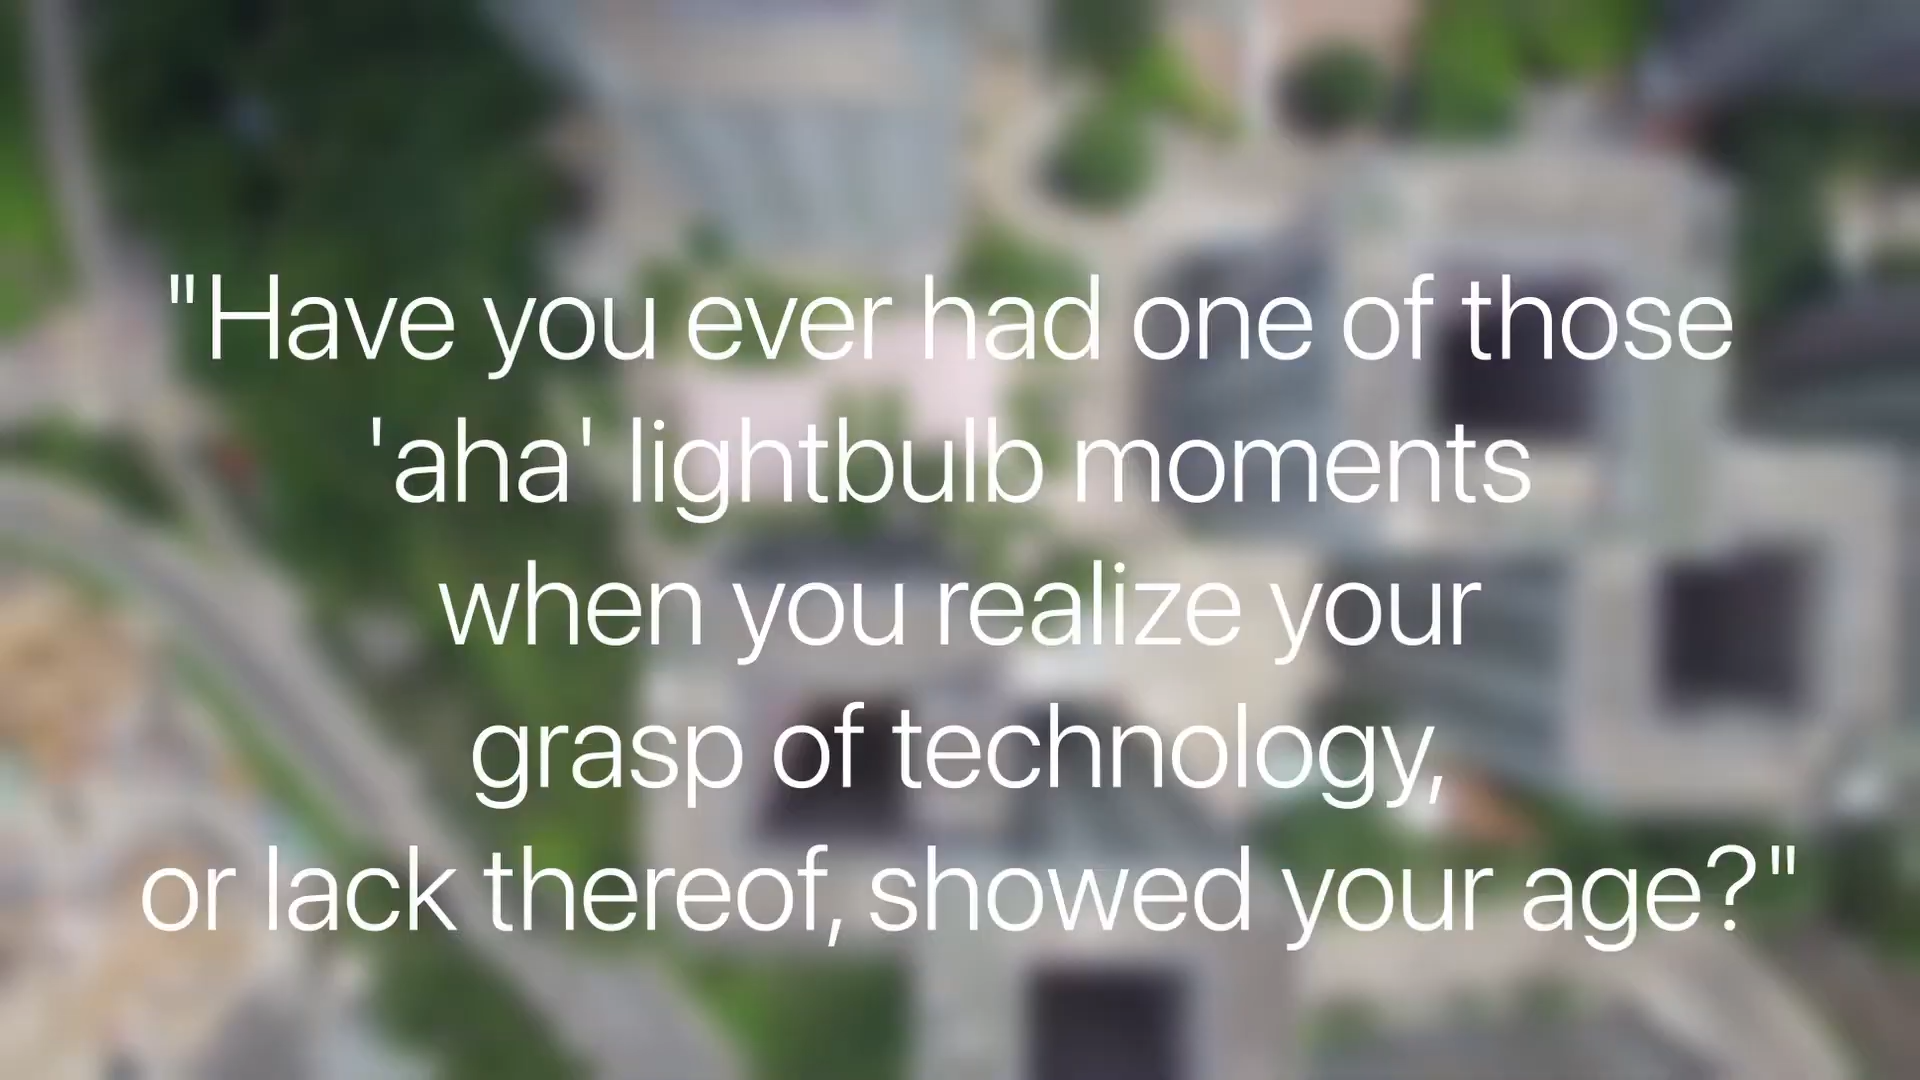 "Have you ever had one of those
'aha' lightbulb moments
when you realize your
grasp of technology,
or lack thereof, showed your age?"